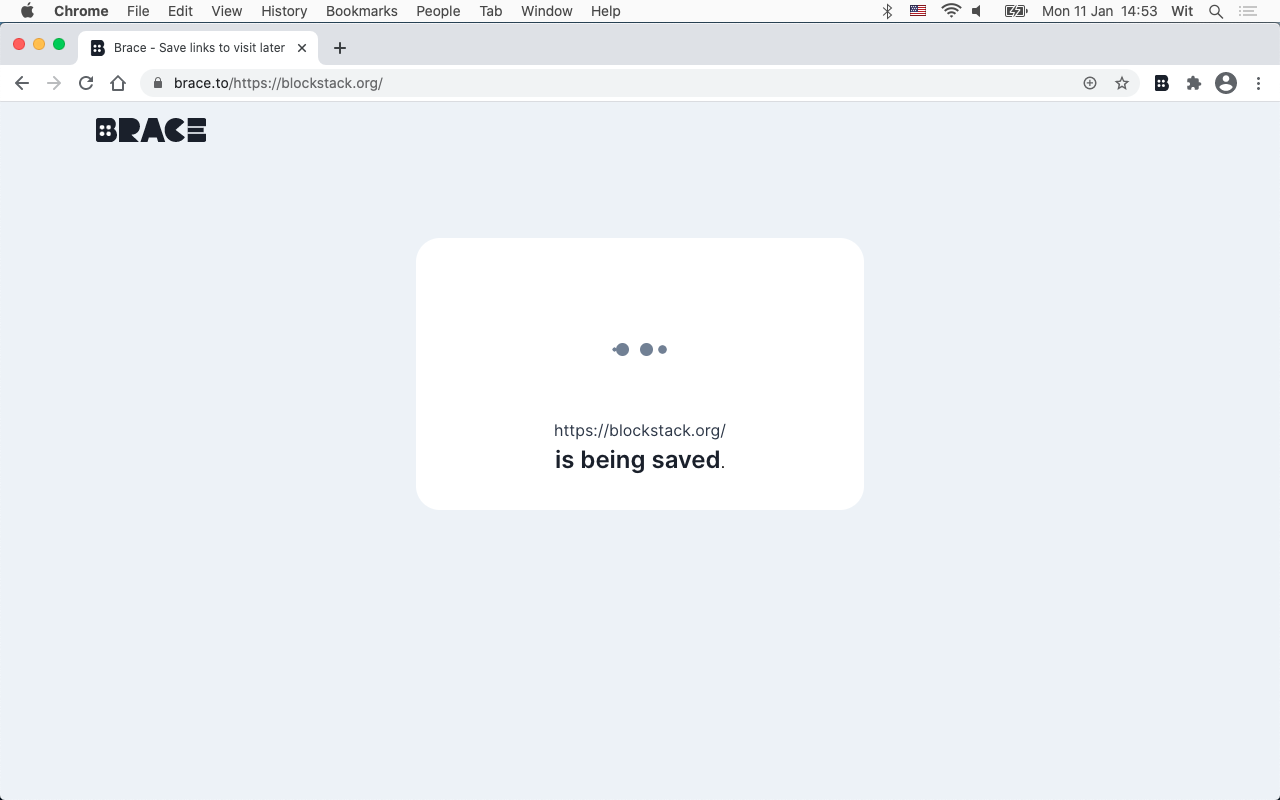 Chrome File Edit View History Bookmarks People Tab Window Help Mon 11 Jan 14:53 Wit
Brace - Save links to visit later
brace.to/https://blockstack.org/
BRACE
https://blockstack.org/
is being saved.